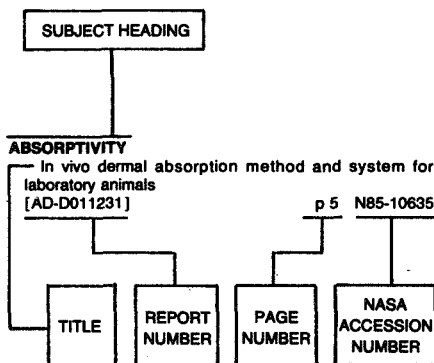 SUBJECT HEADING
ABSORPTIVITY
In vivo dermal absorption method and system for
laboratory animals
[AD-D011231] p 5 N85-10635
TITLE
REPORT
NUMBER
PAGE
NUMBER
NASA
ACCESSION
NUMBER